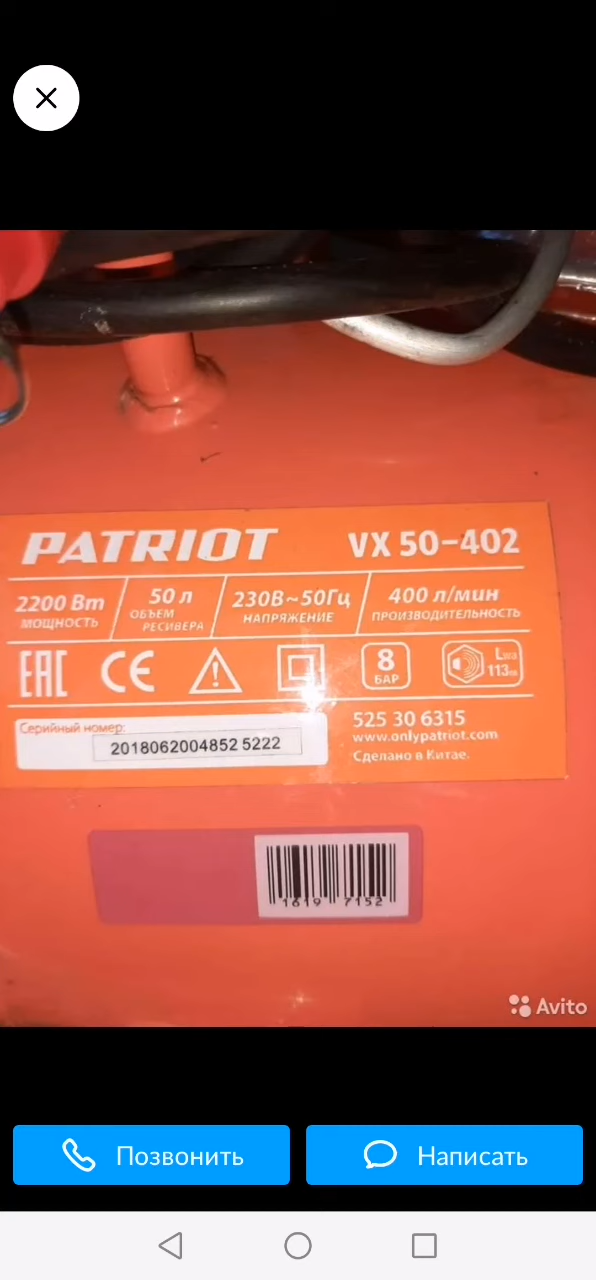 PATRIOT VX 50-402
2200 Вт 50 л 230В~50Гц 400 л/мин
МОЩНОСТЬ ОБЪЕМ РЕСИВЕРА НАПРЯЖЕНИЕ ПРОИЗВОДИТЕЛЬНОСТЬ
EAC CE 8 БАР LWA 113
Серийный номер:
2018062004852 5222
525 30 6315
www.onlypatriot.com
Сделано в Китае.
1619 7152
Avito
Позвонить Написать